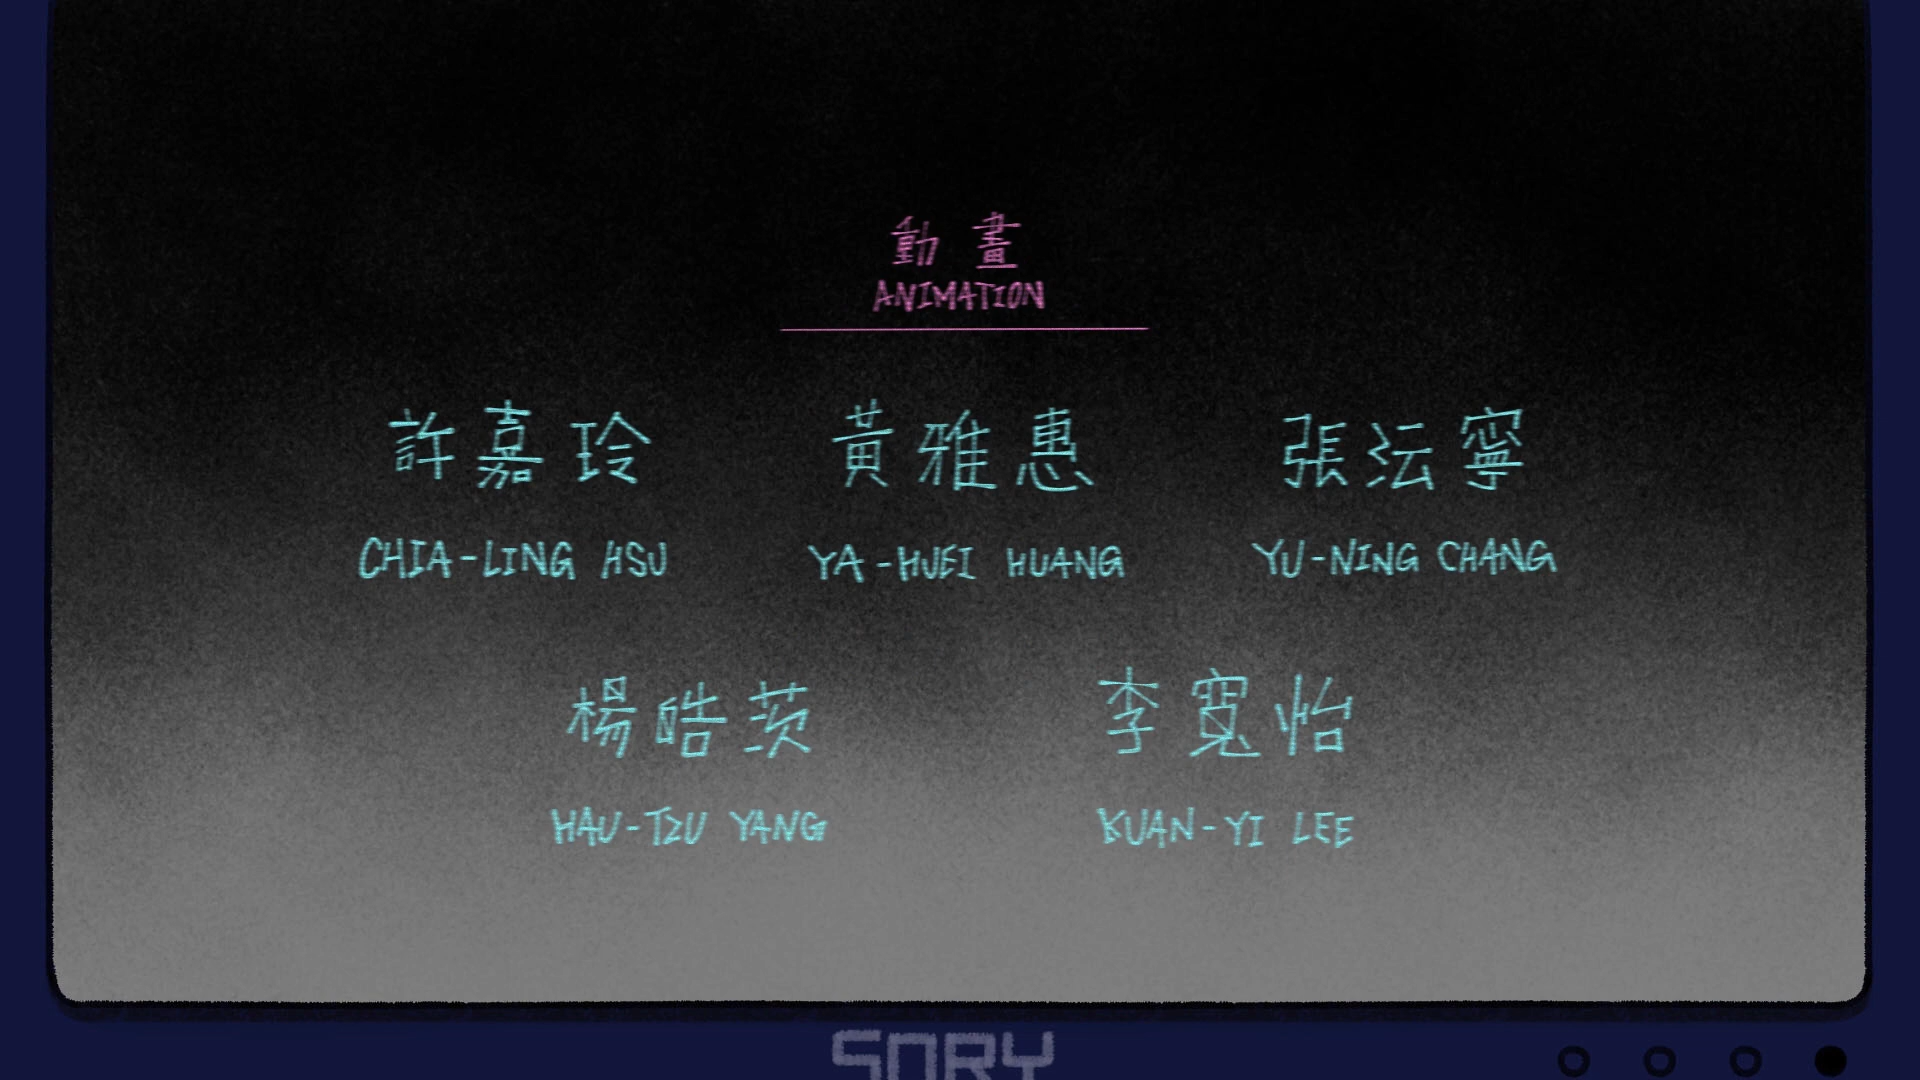 動畫
ANIMATION
許嘉玲 黃雅惠 張沄寧
CHIA-LING HSU YA-HUEI HUANG YU-NING CHANG
楊皓茨 李寬怡
HAU-TZU YANG KUAN-YI LEE
SORY